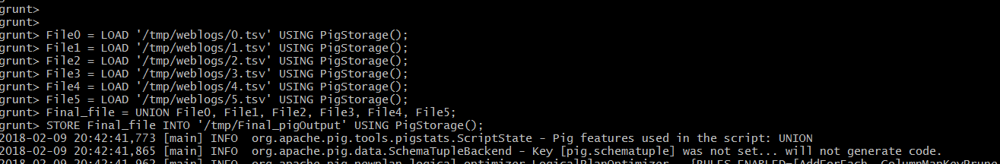 grunt>
grunt>
grunt> File0 = LOAD '/tmp/weblogs/0.tsv' USING PigStorage();
grunt> File1 = LOAD '/tmp/weblogs/1.tsv' USING PigStorage();
grunt> File2 = LOAD '/tmp/weblogs/2.tsv' USING PigStorage();
grunt> File3 = LOAD '/tmp/weblogs/3.tsv' USING PigStorage();
grunt> File4 = LOAD '/tmp/weblogs/4.tsv' USING PigStorage();
grunt> File5 = LOAD '/tmp/weblogs/5.tsv' USING PigStorage();
grunt> Final_file = UNION File0, File1, File2, File3, File4, File5;
grunt> STORE Final_file INTO '/tmp/Final_pigOutput' USING PigStorage();
2018-02-09 20:42:41,773 [main] INFO  org.apache.pig.tools.pigstats.ScriptState - Pig features used in the script: UNION
2018-02-09 20:42:41,865 [main] INFO  org.apache.pig.data.SchemaTupleBackend - Key [pig.schematuple] was not set... will not generate code.
2018-02-09 20:42:41,962 [main] INFO  org.apache.pig.newplan.logical.optimizer.LogicalPlanOptimizer - {RULES_ENABLED=[AddForEach, ColumnMapKeyPrune